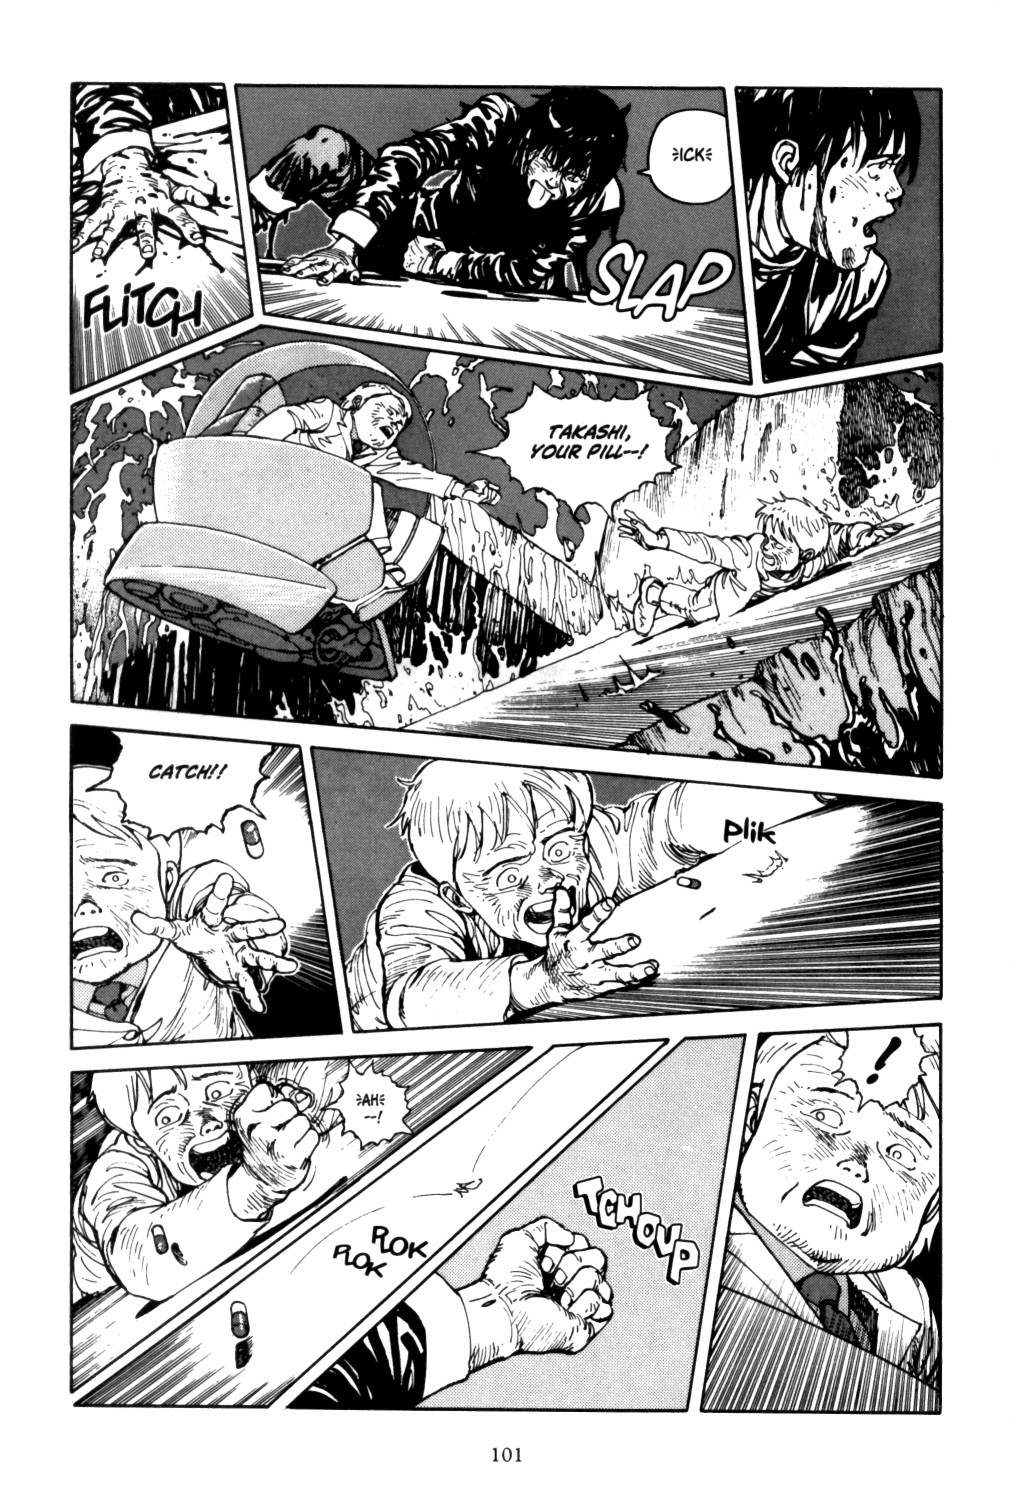 FLITCH
ICK
SLAP
TAKASHI,
YOUR PILL--!
CATCH!!
Plik
AH
--!
PLOK
PLOK
TCHOUP
!
101